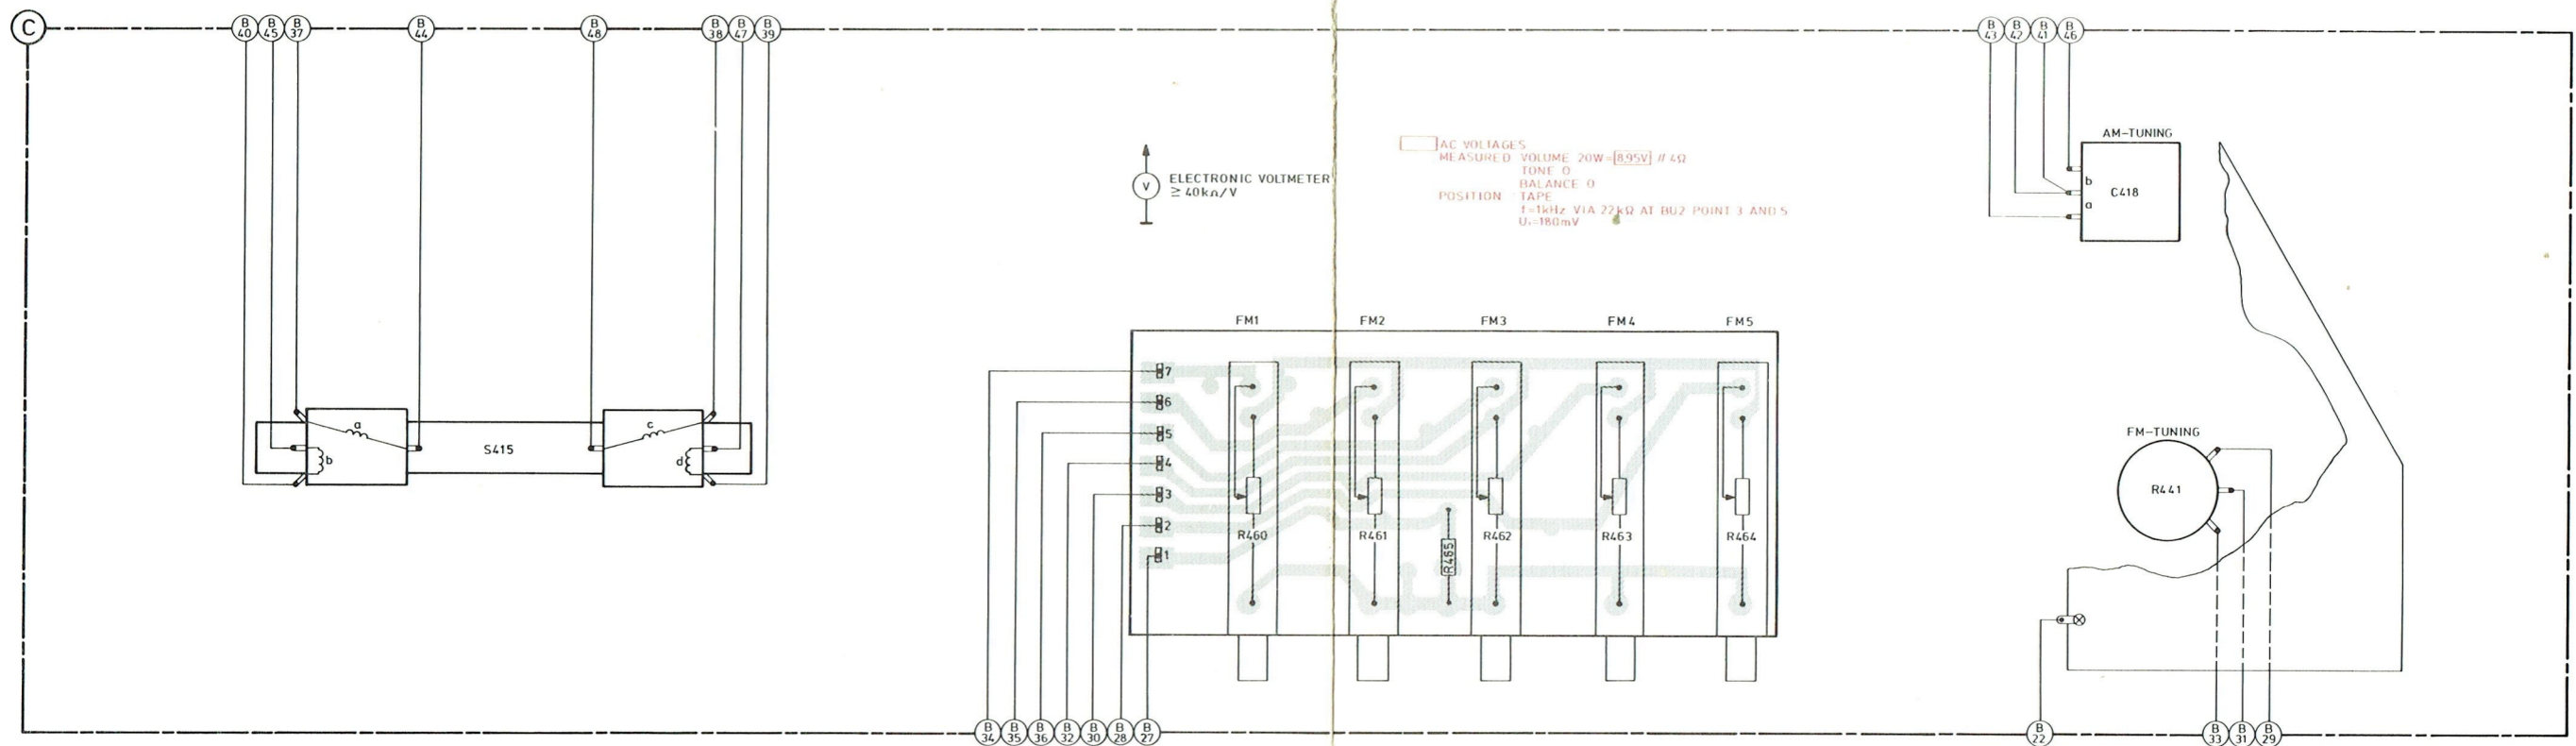 C
B 40
B 45
B 37
B 44
B 48
B 38
B 47
B 39
B 43
B 42
B 41
B 46
AC VOLTAGES
MEASURED VOLUME 20W=8,95V // 4Ω
TONE 0
BALANCE 0
POSITION TAPE
f=1kHz VIA 22kΩ AT BU2 POINT 3 AND 5
V ELECTRONIC VOLTMETER
≥ 40kΩ/V
AM-TUNING
b
C418
a
FM1
FM2
FM3
FM4
FM5
7
6
5
4
3
2
1
a
b
S415
c
d
FM-TUNING
R441
R460
R461
R465
R462
R463
R464
B 34
B 35
B 36
B 32
B 30
B 28
B 27
B 22
B 33
B 31
B 29